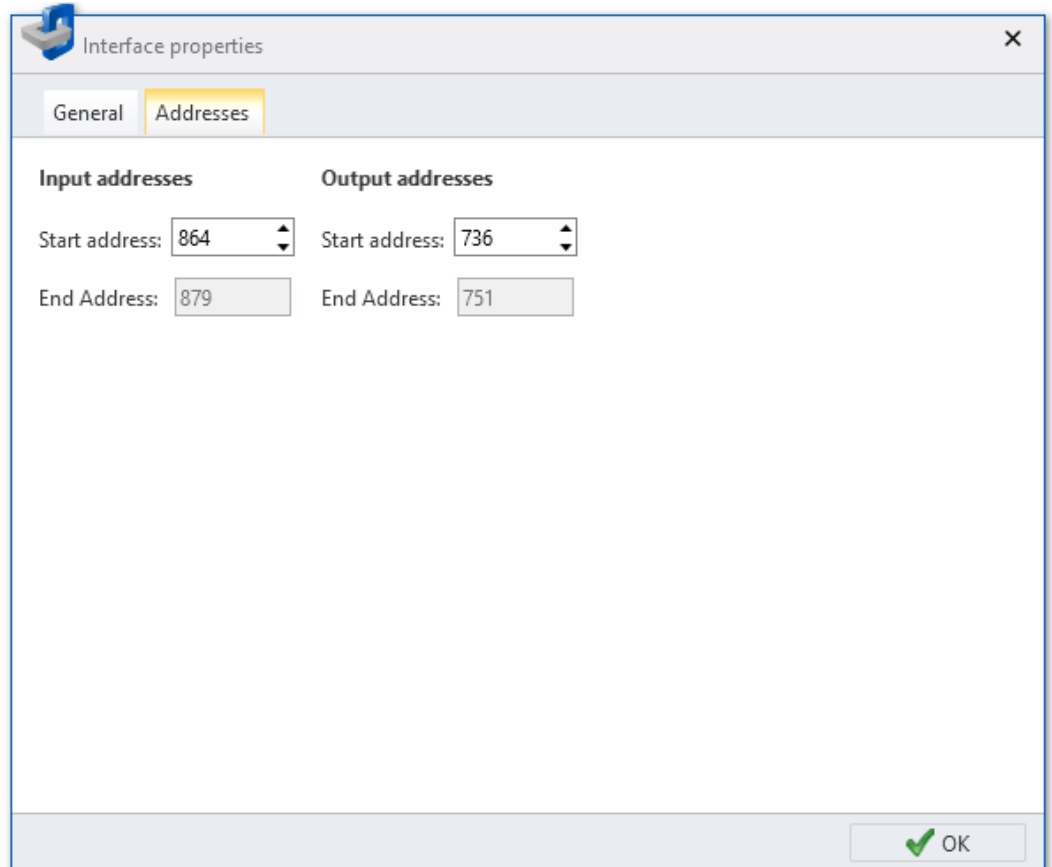 Interface properties
General Addresses
Input addresses Output addresses
Start address: 864 Start address: 736
End Address: 879 End Address: 751
OK